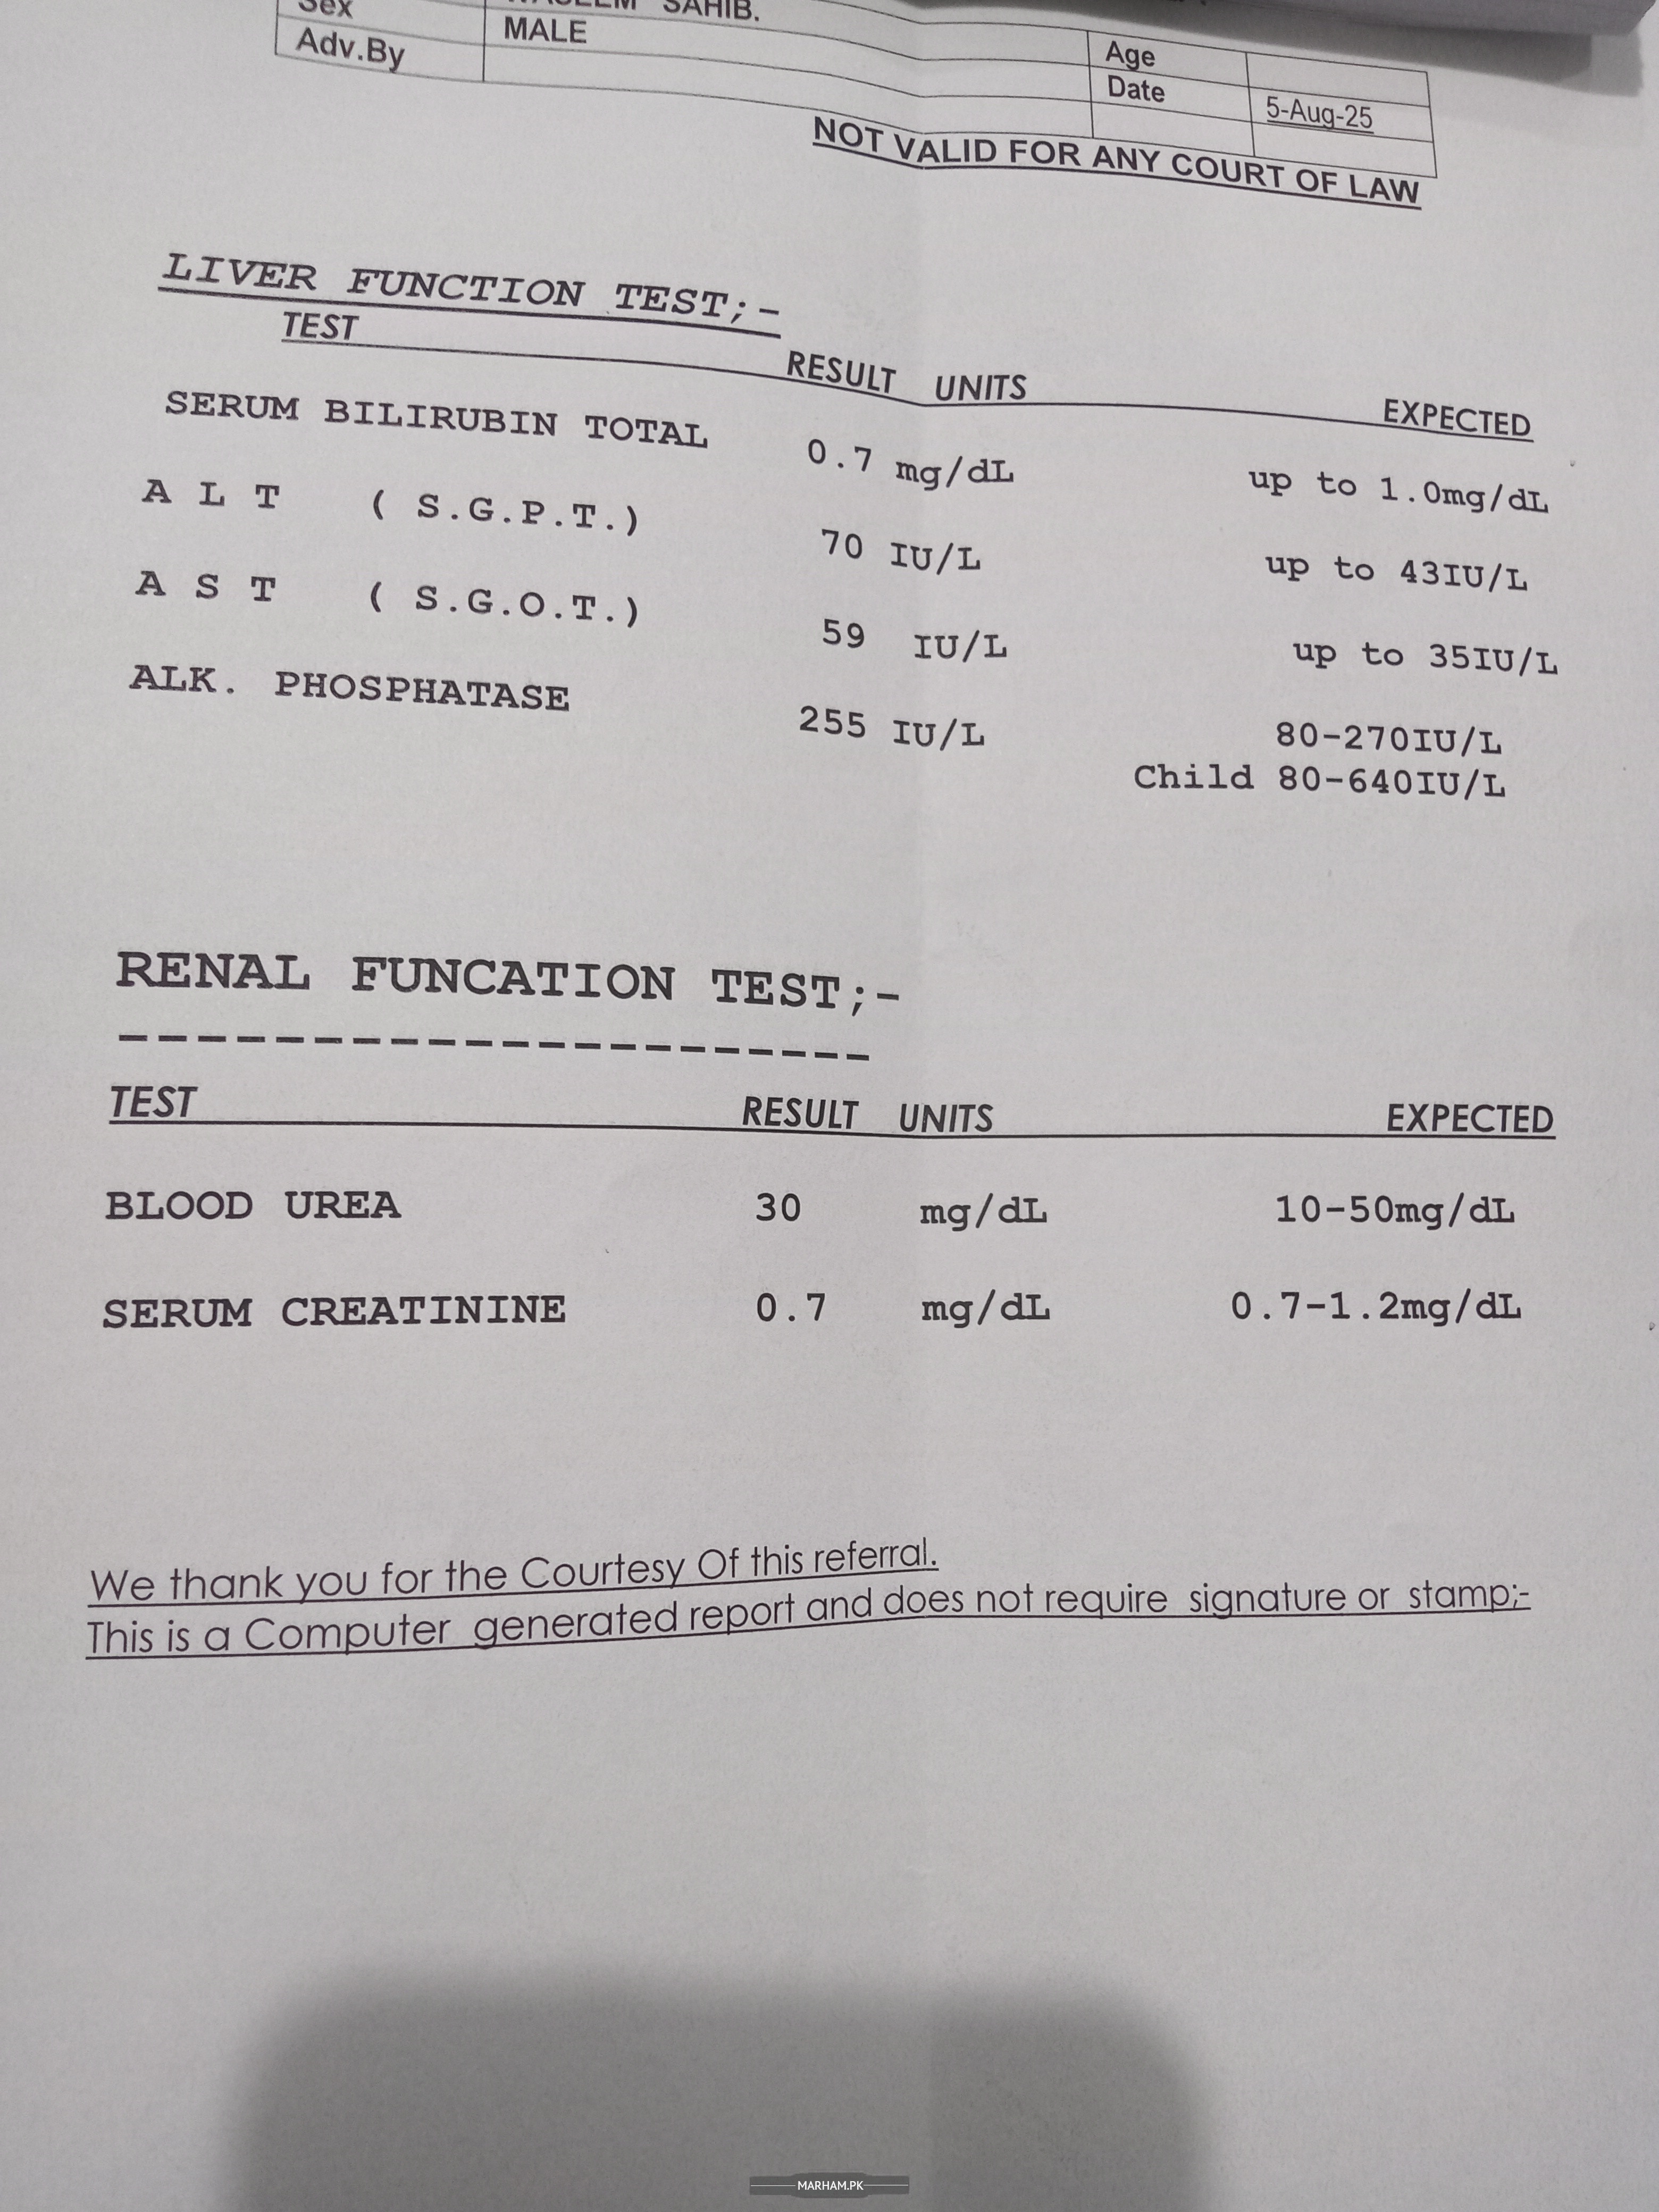 Sex
SAHIB.
MALE
Adv.By
Age
Date
5-Aug-25
NOT VALID FOR ANY COURT OF LAW
LIVER FUNCTION TEST;-
TEST RESULT UNITS EXPECTED
SERUM BILIRUBIN TOTAL 0.7 mg/dL up to 1.0mg/dL
A L T ( S.G.P.T.) 70 IU/L up to 43IU/L
A S T ( S.G.O.T.) 59 IU/L up to 35IU/L
ALK. PHOSPHATASE 255 IU/L 80-270IU/L
Child 80-640IU/L
RENAL FUNCATION TEST;-
----------------------
TEST RESULT UNITS EXPECTED
BLOOD UREA 30 mg/dL 10-50mg/dL
SERUM CREATININE 0.7 mg/dL 0.7-1.2mg/dL
We thank you for the Courtesy Of this referral.
This is a Computer generated report and does not require signature or stamp;-
MARHAM.PK